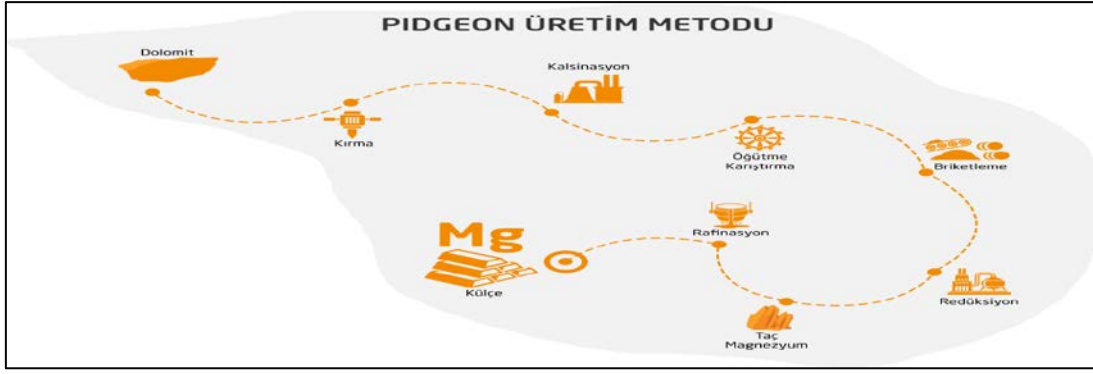 PIDGEON ÜRETİM METODU
Dolomit
Kırma
Kalsinasyon
Öğütme
Karıştırma
Briketleme
Redüksiyon
Taç
Magnezyum
Rafinasyon
Mg
Külçe